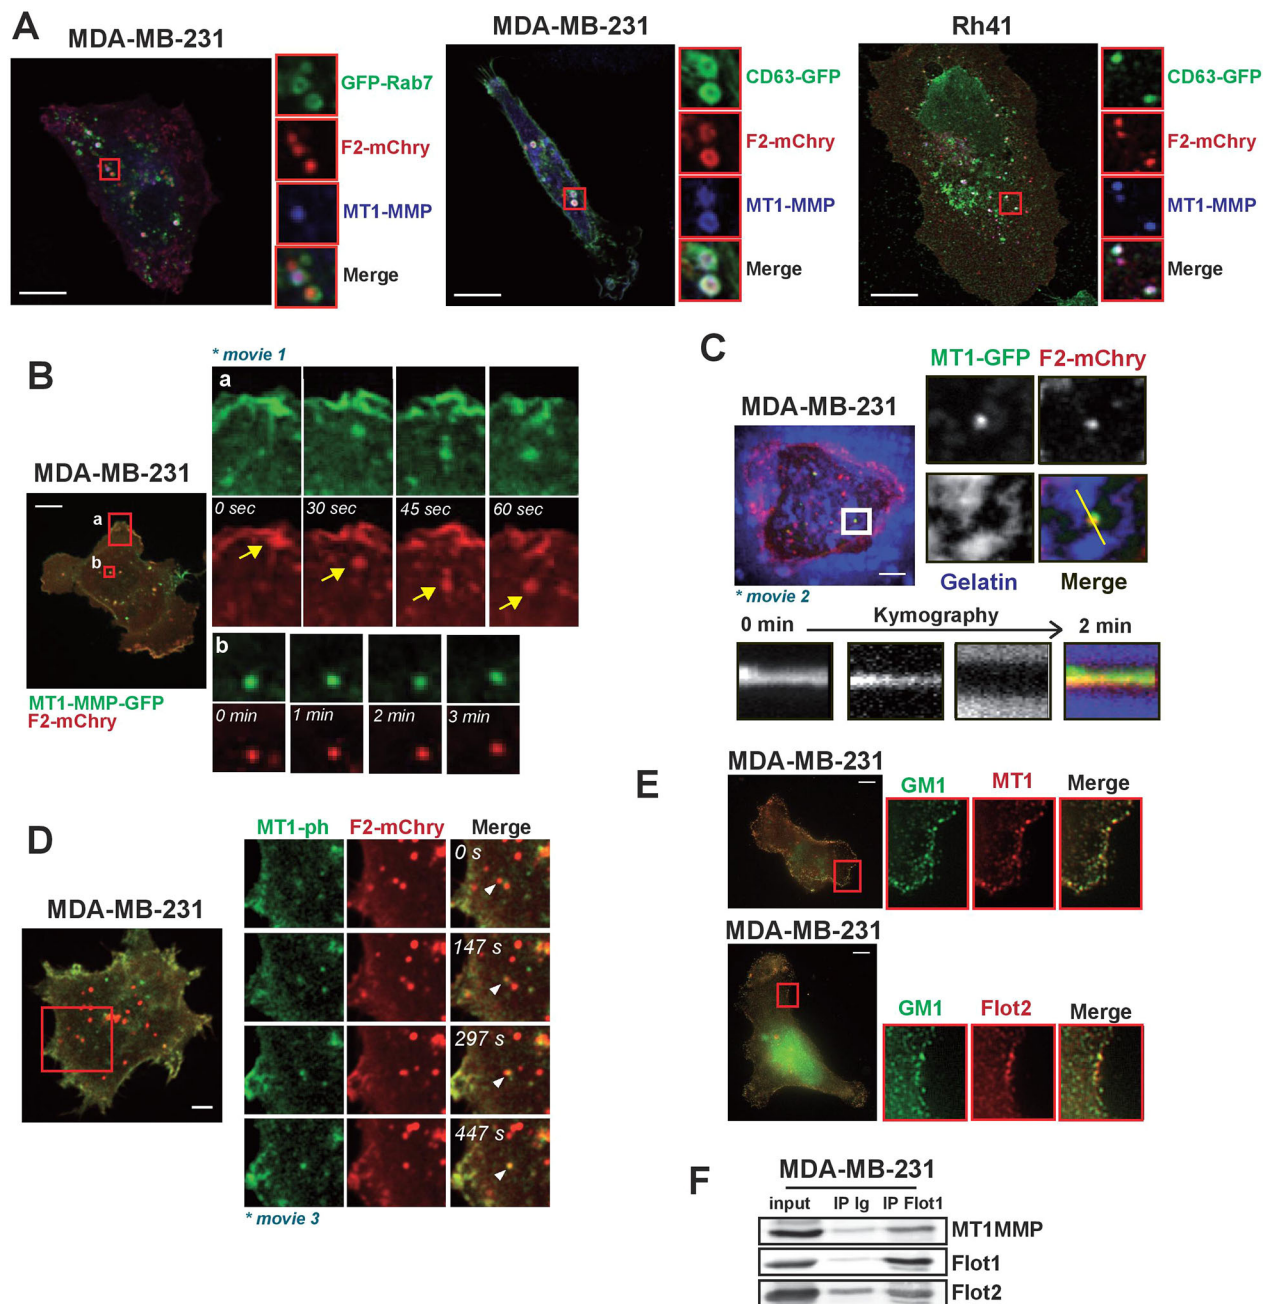 A
MDA-MB-231
GFP-Rab7
F2-mChry
MT1-MMP
Merge
MDA-MB-231
CD63-GFP
F2-mChry
MT1-MMP
Merge
Rh41
CD63-GFP
F2-mChry
MT1-MMP
Merge
B
* movie 1
MDA-MB-231
a
b
MT1-MMP-GFP
F2-mChry
a
0 sec
30 sec
45 sec
60 sec
b
0 min
1 min
2 min
3 min
C
MDA-MB-231
* movie 2
MT1-GFP
F2-mChry
Gelatin
Merge
0 min
Kymography
2 min
D
MDA-MB-231
MT1-ph
F2-mChry
Merge
0 s
147 s
297 s
447 s
* movie 3
E
MDA-MB-231
GM1
MT1
Merge
MDA-MB-231
GM1
Flot2
Merge
F
MDA-MB-231
input
IP Ig
IP Flot1
MT1MMP
Flot1
Flot2